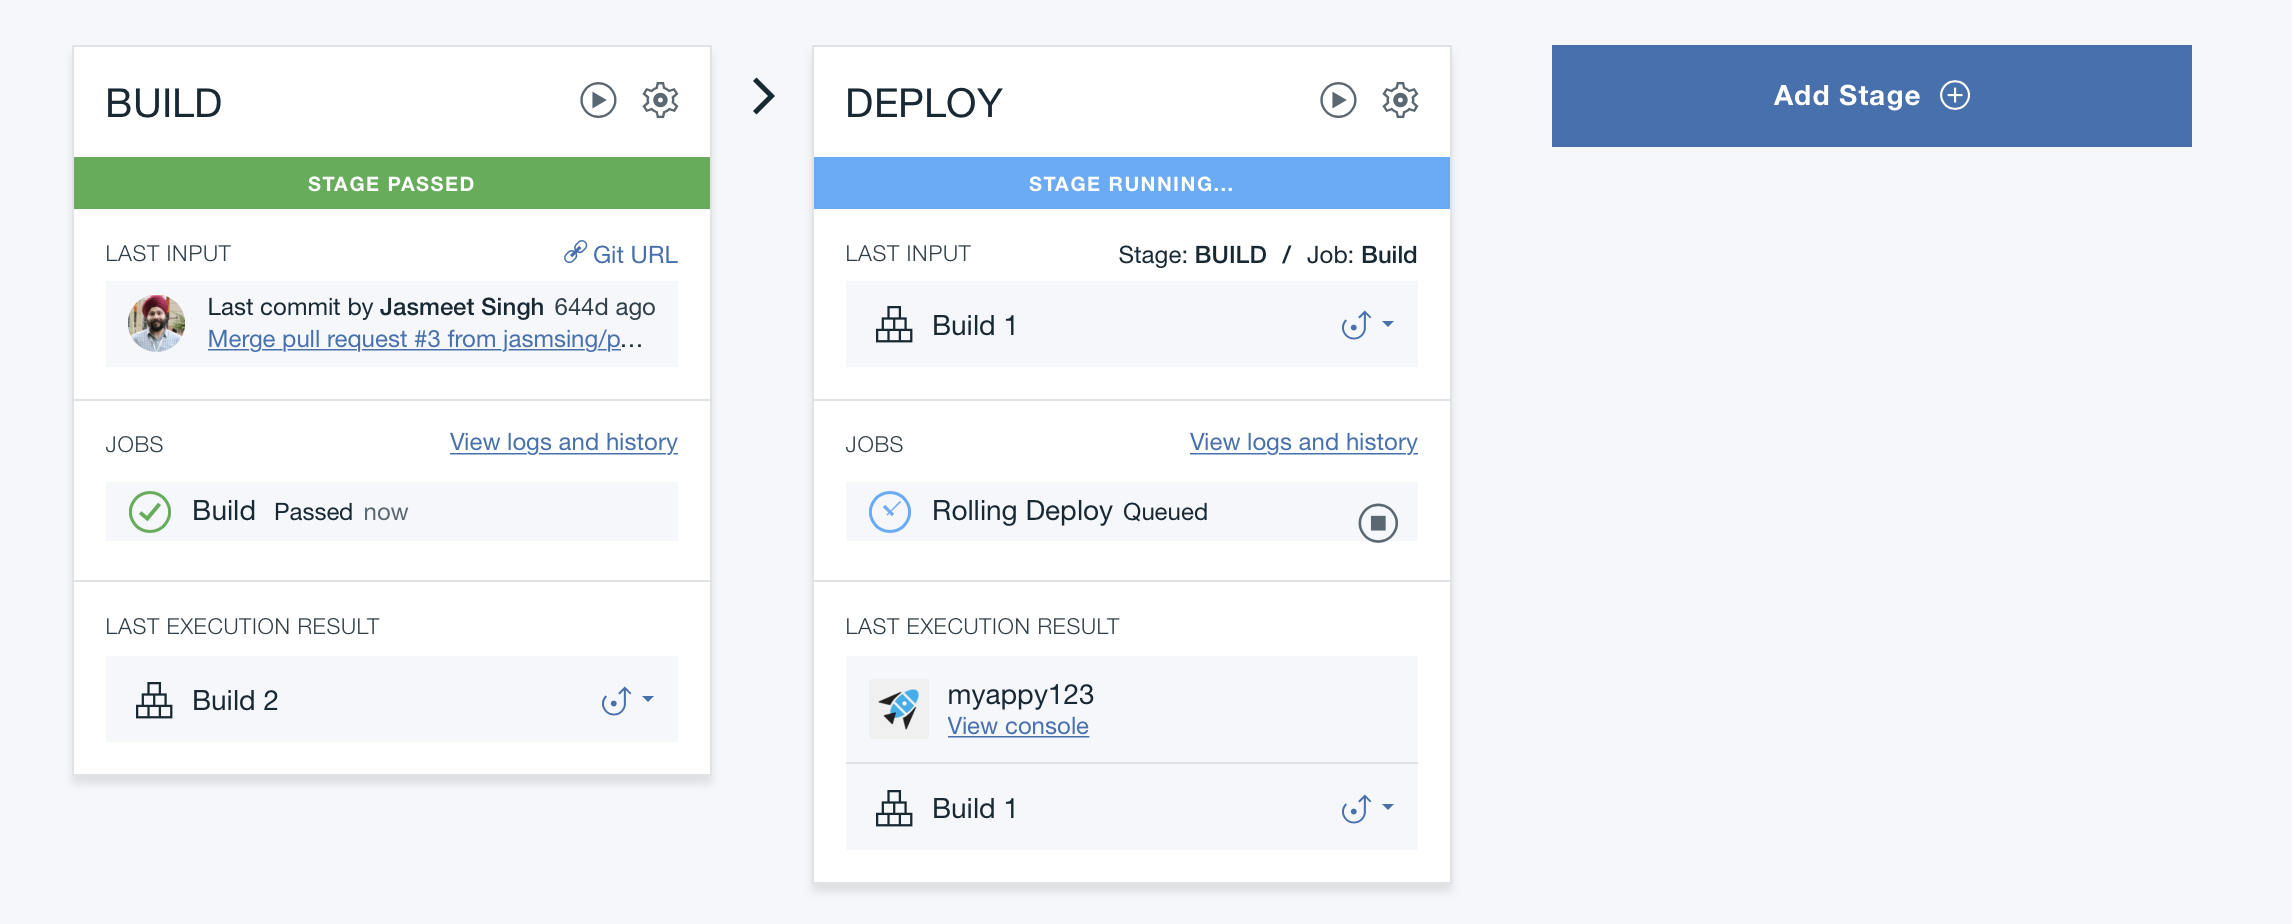 BUILD
STAGE PASSED
LAST INPUT
Git URL
Last commit by Jasmeet Singh 644d ago
Merge pull request #3 from jasmsing/p...
JOBS
View logs and history
Build Passed now
LAST EXECUTION RESULT
Build 2
DEPLOY
STAGE RUNNING...
LAST INPUT
Stage: BUILD / Job: Build
Build 1
JOBS
View logs and history
Rolling Deploy Queued
LAST EXECUTION RESULT
myappy123
View console
Build 1
Add Stage